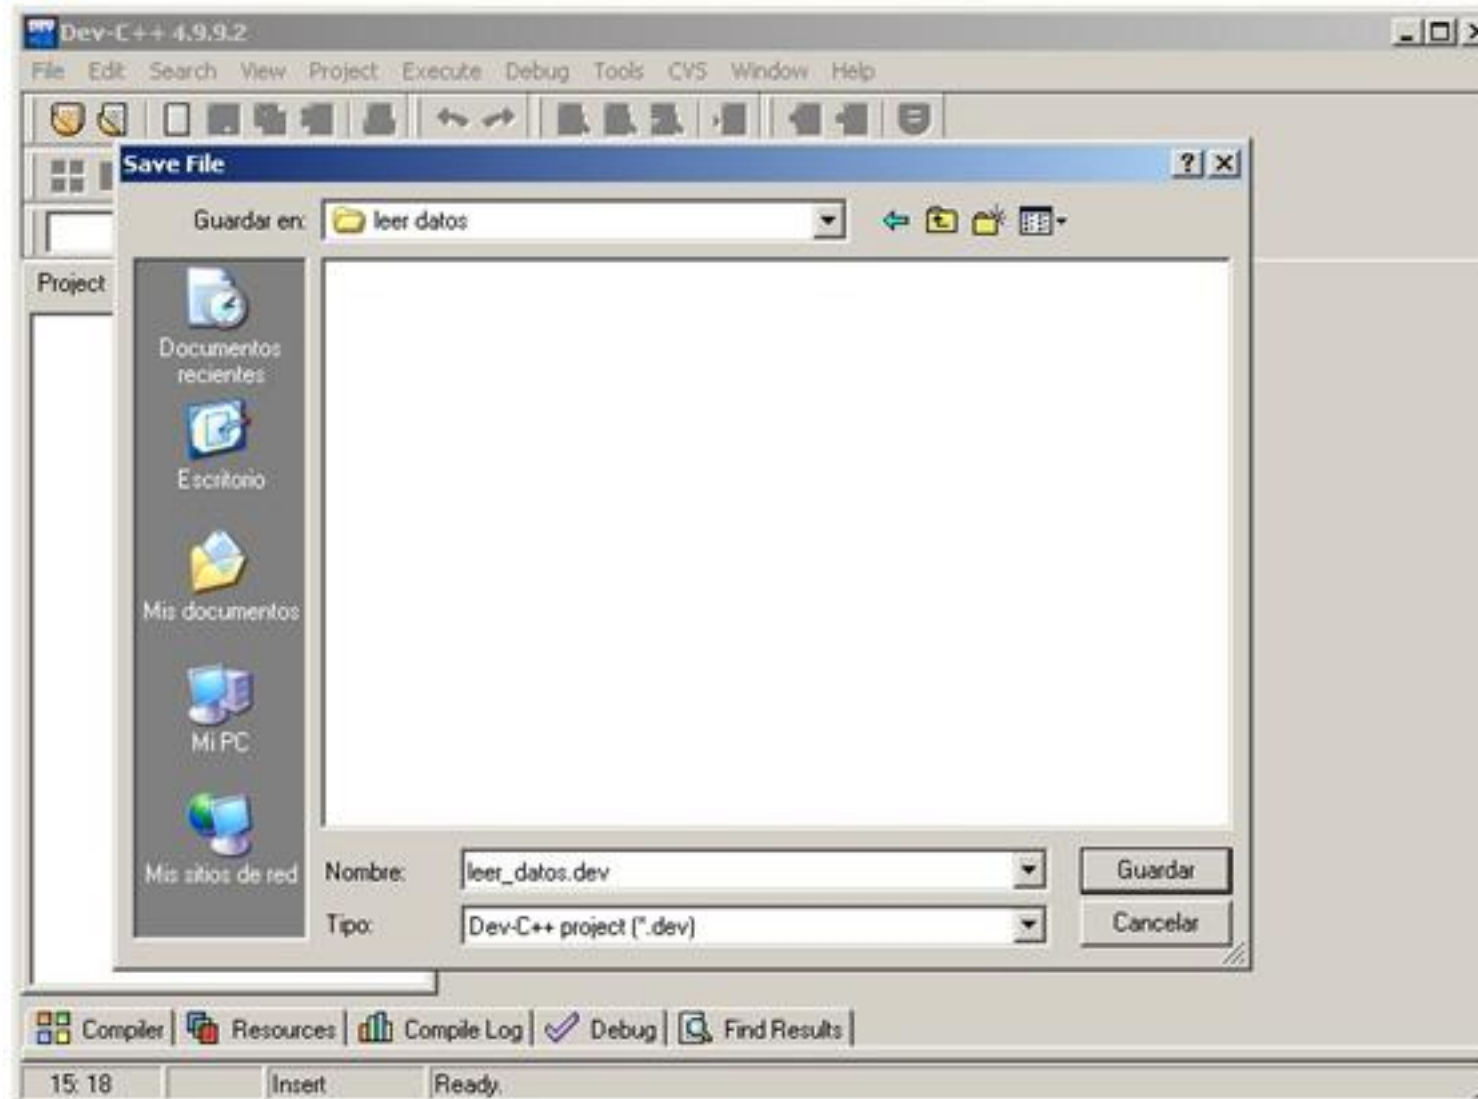 Dev-C++ 4.9.9.2
File Edit Search View Project Execute Debug Tools CVS Window Help
Save File
Guardar en: leer datos
Project
Documentos
recientes
Escritorio
Mis documentos
Mi PC
Mis sitios de red
Nombre: leer_datos.dev Guardar
Tipo: Dev-C++ project (*.dev) Cancelar
Compiler Resources Compile Log Debug Find Results
15: 18 Insert Ready.